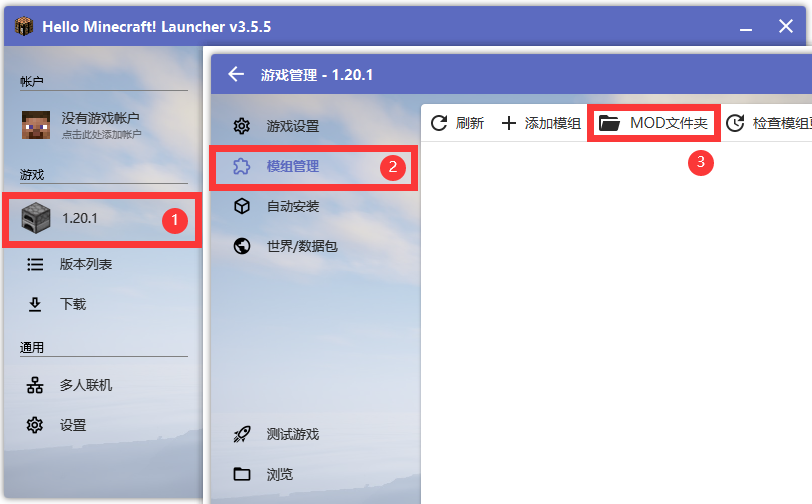 Hello Minecraft! Launcher v3.5.5
帐户
没有游戏帐户
点击此处添加帐户
游戏
1.20.1
1
版本列表
下载
通用
多人联机
设置
游戏管理 - 1.20.1
游戏设置
模组管理
2
自动安装
世界/数据包
测试游戏
浏览
刷新
添加模组
MOD文件夹
3
检查模组